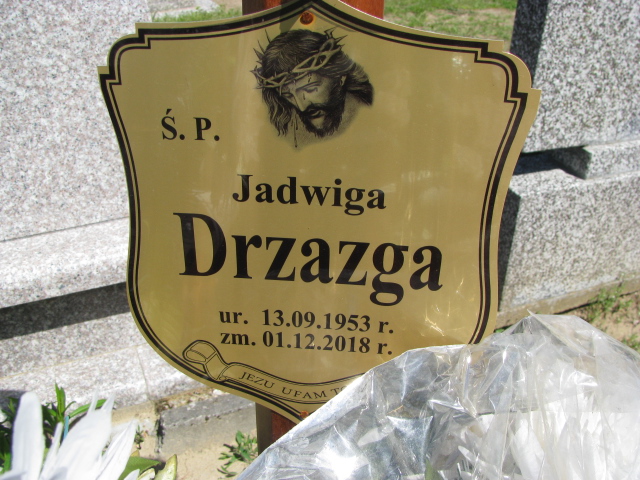 Ś. P.
Jadwiga
Drzazga
ur. 13.09.1953 r.
zm. 01.12.2018 r.
JEZU UFAM